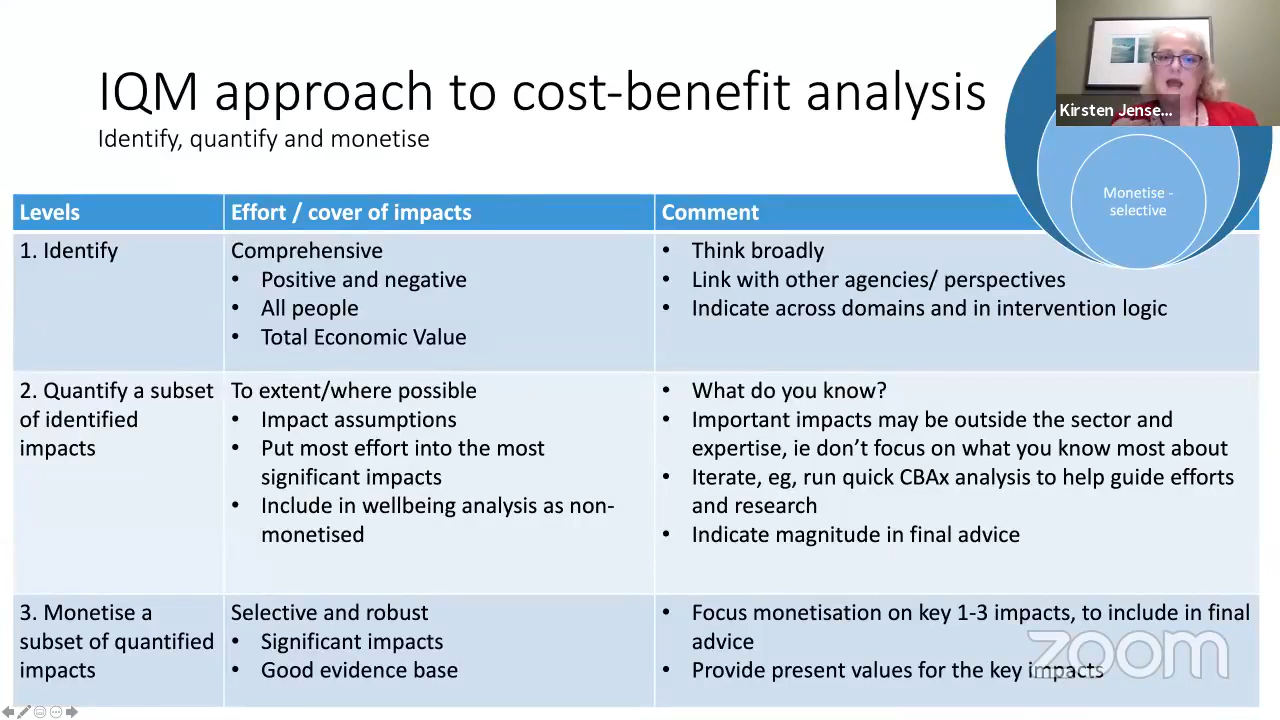 IQM approach to cost-benefit analysis
Identify, quantify and monetise
Kirsten Jense...
Monetise -
selective
Levels
Effort / cover of impacts
Comment
1. Identify
Comprehensive
• Positive and negative
• All people
• Total Economic Value
• Think broadly
• Link with other agencies/ perspectives
• Indicate across domains and in intervention logic
2. Quantify a subset
of identified
impacts
To extent/where possible
• Impact assumptions
• Put most effort into the most
significant impacts
• Include in wellbeing analysis as non-
monetised
• What do you know?
• Important impacts may be outside the sector and
expertise, ie don’t focus on what you know most about
• Iterate, eg, run quick CBAx analysis to help guide efforts
and research
• Indicate magnitude in final advice
3. Monetise a
subset of quantified
impacts
Selective and robust
• Significant impacts
• Good evidence base
• Focus monetisation on key 1-3 impacts, to include in final
advice
• Provide present values for the key impacts
zoom